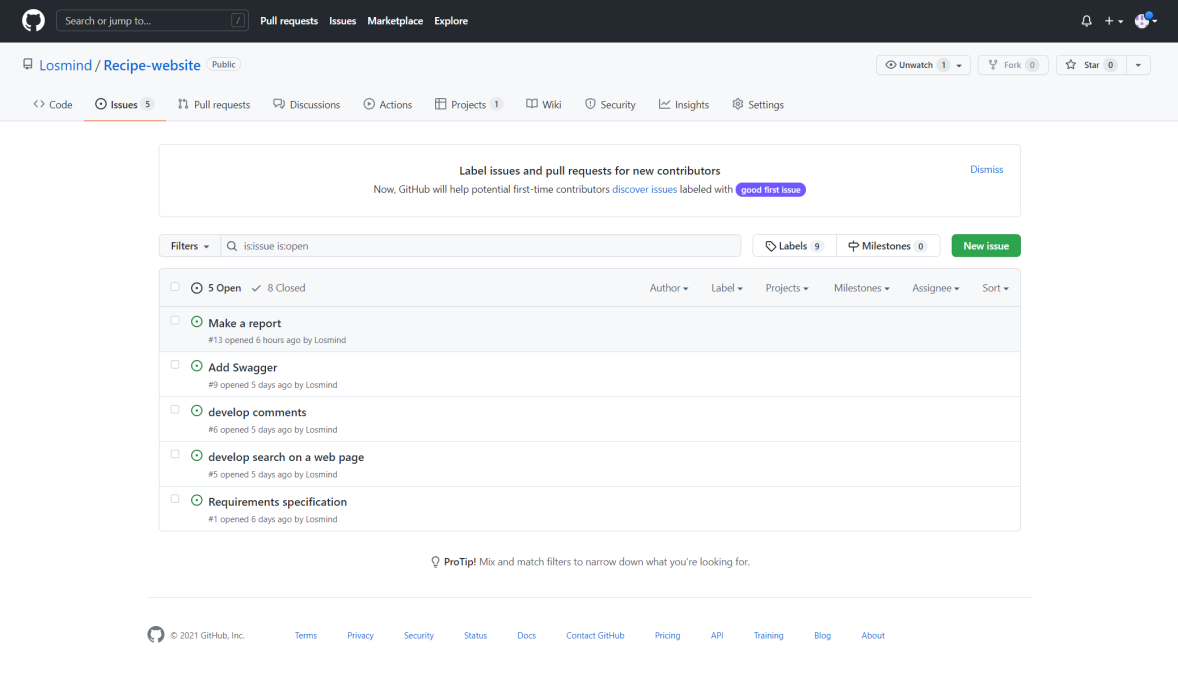 Search or jump to... /
Pull requests Issues Marketplace Explore
Losmind / Recipe-website Public
Unwatch 1 Fork 0 Star 0
Code Issues 5 Pull requests Discussions Actions Projects 1 Wiki Security Insights Settings
Label issues and pull requests for new contributors
Dismiss
Now, GitHub will help potential first-time contributors discover issues labeled with good first issue
Filters is:issue is:open Labels 9 Milestones 0 New issue
5 Open 8 Closed Author Label Projects Milestones Assignee Sort
Make a report
#13 opened 6 hours ago by Losmind
Add Swagger
#9 opened 5 days ago by Losmind
develop comments
#6 opened 5 days ago by Losmind
develop search on a web page
#5 opened 5 days ago by Losmind
Requirements specification
#1 opened 6 days ago by Losmind
ProTip! Mix and match filters to narrow down what you're looking for.
© 2021 GitHub, Inc. Terms Privacy Security Status Docs Contact GitHub Pricing API Training Blog About